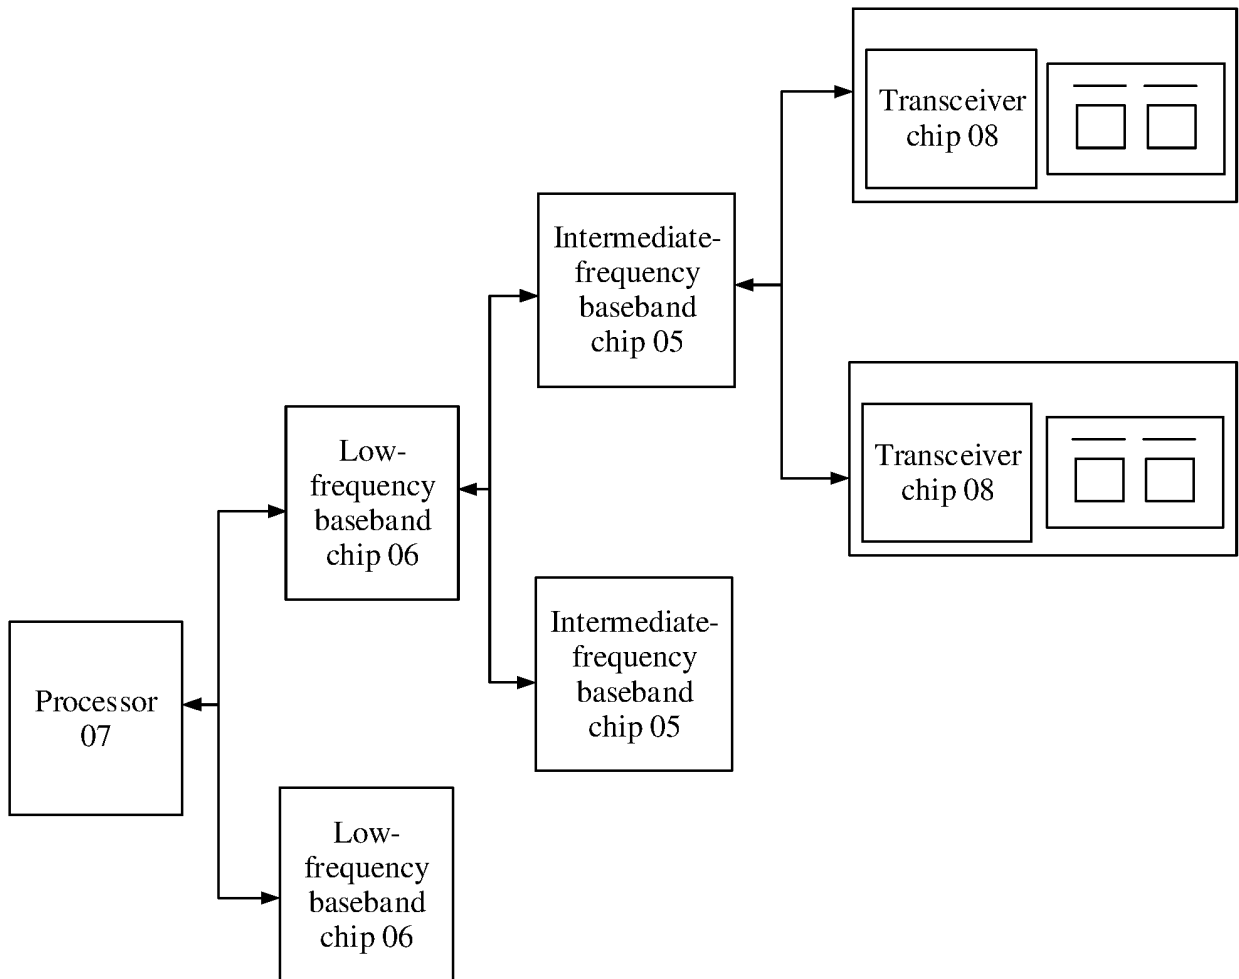 Transceiver
chip 08
Intermediate-
frequency
baseband
chip 05
Low-
frequency
baseband
chip 06
Transceiver
chip 08
Intermediate-
frequency
baseband
chip 05
Processor
07
Low-
frequency
baseband
chip 06